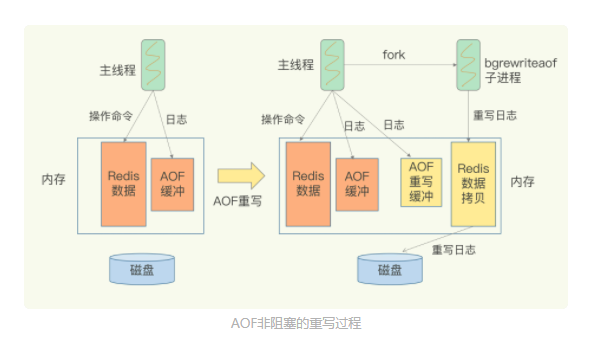 主线程
操作命令
日志
内存
Redis
数据
AOF
缓冲
磁盘
AOF重写
主线程
fork
bgrewriteaof
子进程
操作命令
日志
日志
重写日志
Redis
数据
AOF
缓冲
AOF
重写
缓冲
Redis
数据
拷贝
内存
重写日志
磁盘
AOF非阻塞的重写过程